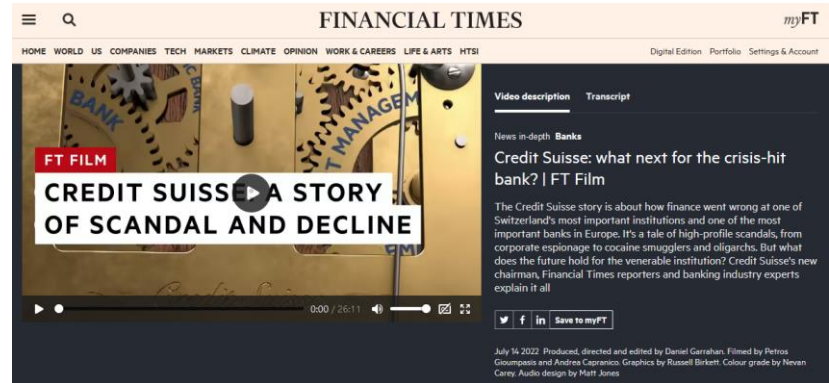 FINANCIAL TIMES
myFT
HOME WORLD US COMPANIES TECH MARKETS CLIMATE OPINION WORK & CAREERS LIFE & ARTS HTSI
Digital Edition Portfolio Settings & Account
BANK
BANK
T MANAGEM
FT FILM
CREDIT SUISSE: A STORY
OF SCANDAL AND DECLINE
Credit Suisse
0:00 / 26:11
Video description Transcript
News in-depth Banks
Credit Suisse: what next for the crisis-hit
bank? | FT Film
The Credit Suisse story is about how finance went wrong at one of
Switzerland's most important institutions and one of the most
important banks in Europe. It's a tale of high-profile scandals, from
corporate espionage to cocaine smugglers and oligarchs. But what
does the future hold for the venerable institution? Credit Suisse's new
chairman, Financial Times reporters and banking industry experts
explain it all
Save to myFT
July 14 2022 Produced, directed and edited by Daniel Garrahan. Filmed by Petros
Gioumpasis and Andrea Capranico. Graphics by Russell Birkett. Colour grade by Nevan
Carey. Audio design by Matt Jones